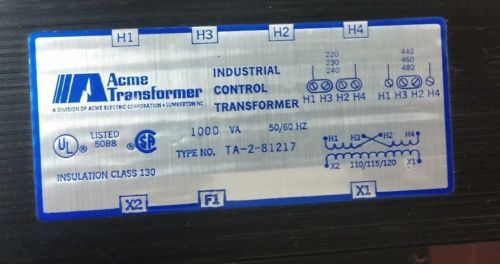 H1 H3 H2 H4
Acme
Transformer
A DIVISION OF ACME ELECTRIC CORPORATION • LUMBERTON NC
INDUSTRIAL
CONTROL
TRANSFORMER
220
230
240
H1 H3 H2 H4
440
460
480
H1 H3 H2 H4
UL
LISTED
50B8
SA
1000 VA 50/60 HZ
TYPE NO. TA-2-81217
INSULATION CLASS 130
H1 H3 H2 H4
X2 110/115/120 X1
X2 F1 X1